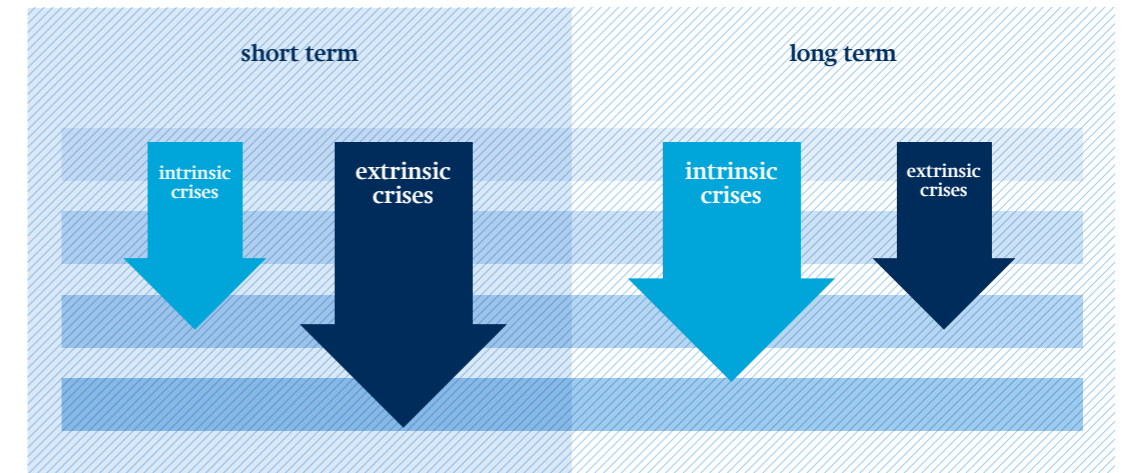 short term
long term
intrinsic
crises
extrinsic
crises
intrinsic
crises
extrinsic
crises